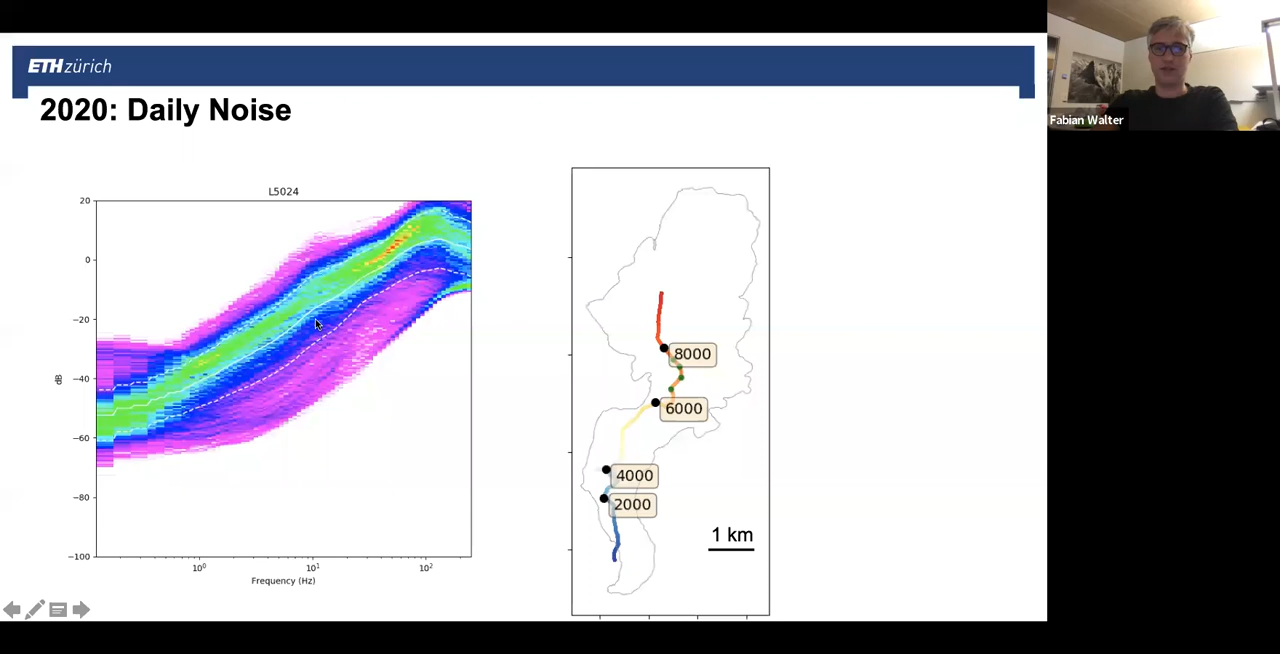 ETH zürich
2020: Daily Noise
L5024
20
0
−20
−40
−60
−80
−100
dB
10⁰
10¹
10²
Frequency (Hz)
8000
6000
4000
2000
1 km
Fabian Walter